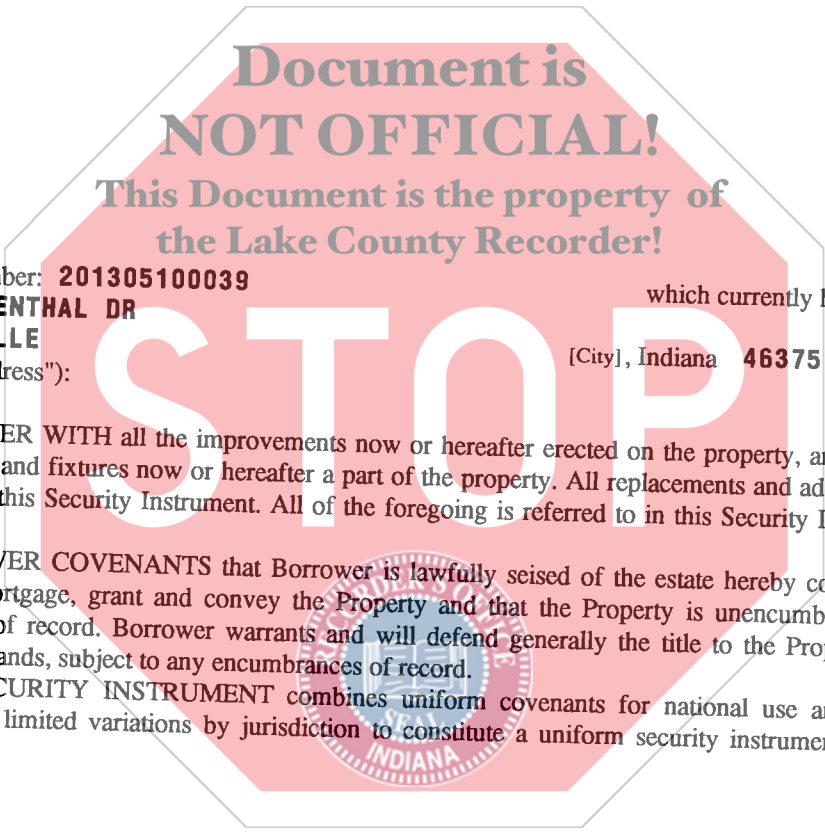 Document is
NOT OFFICIAL!
This Document is the property of
the Lake County Recorder!
ber: 201305100039
ENTHAL DR
which currently
LLE
[City], Indiana 46375
ress"):
STOP
ER WITH all the improvements now or hereafter erected on the property, a
and fixtures now or hereafter a part of the property. All replacements and ad
this Security Instrument. All of the foregoing is referred to in this Security I
ER COVENANTS that Borrower is lawfully seised of the estate hereby co
rtgage, grant and convey the Property and that the Property is unencumb
of record. Borrower warrants and will defend generally the title to the Prop
ands, subject to any encumbrances of record.
CURITY INSTRUMENT combines uniform covenants for national use a
limited variations by jurisdiction to constitute a uniform security instrume
RECORDER'S OFFICE
SEAL
INDIANA